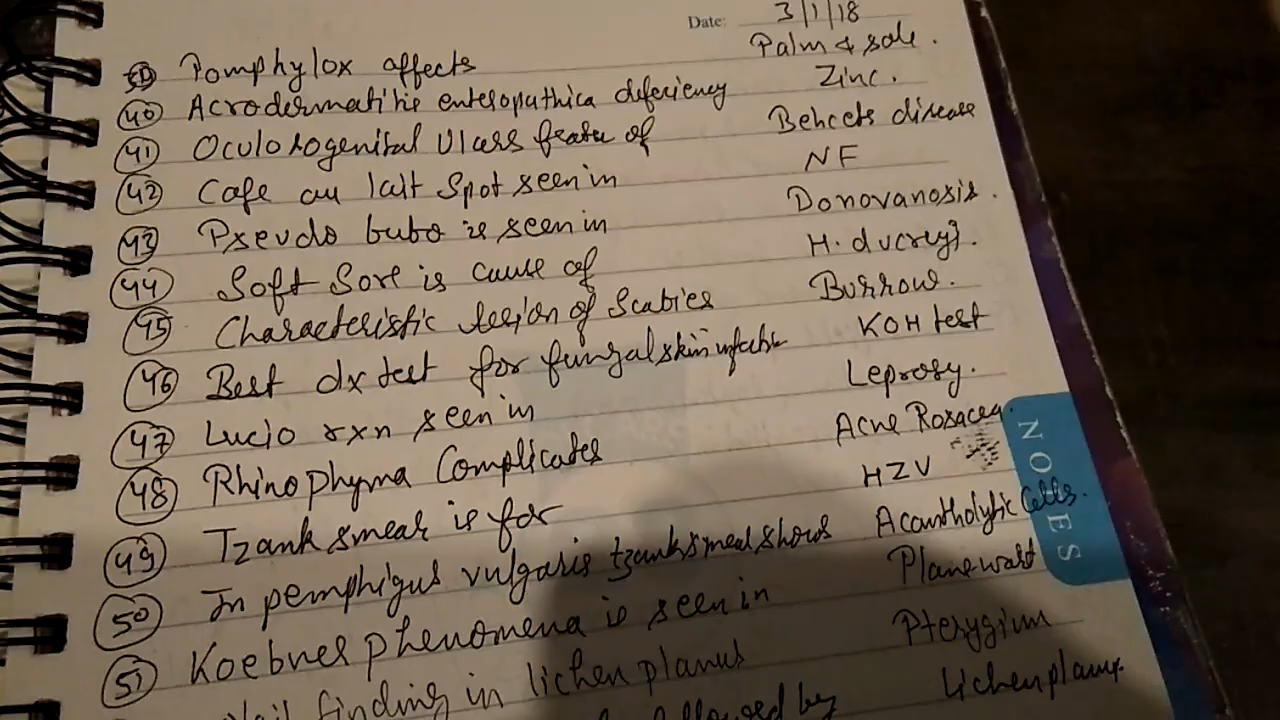 Date: 3/1/18
Pomphylox affects Palm & sole.
40 Acrodermatitie enteropathica deficiency Zinc.
41 Oculorogenital Ulcers featu of Behcets disease
42 Cafe au lait Spot seen in NF
43 Pseudo bubo is seen in Donovanosis.
44 Soft Sore is cause of H. ducreyi.
45 Characteristic lesion of Scabies Burrow.
46 Best dx test for fungal skin KOH test
47 Lucio rxn seen in Leprosy.
48 Rhinophyma Complicates Acne Rosacea.
49 Tzank smear is for HZV
50 In pemphigus vulgaris tzank smear shows Acantholytic Cells.
51 Koebner phenomena is seen in Plane wart
Nail finding in lichen planus Pterygium
followed by Lichen planus
NOTES